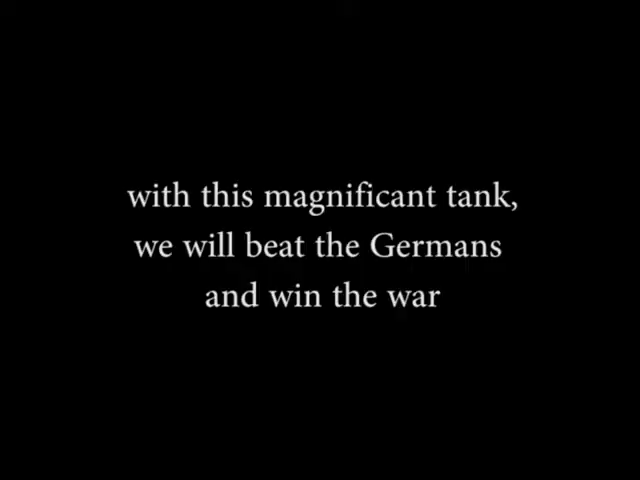 with this magnificant tank,
we will beat the Germans
and win the war